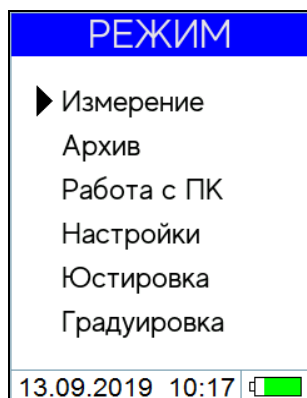 РЕЖИМ
Измерение
Архив
Работа с ПК
Настройки
Юстировка
Градуировка
13.09.2019 10:17